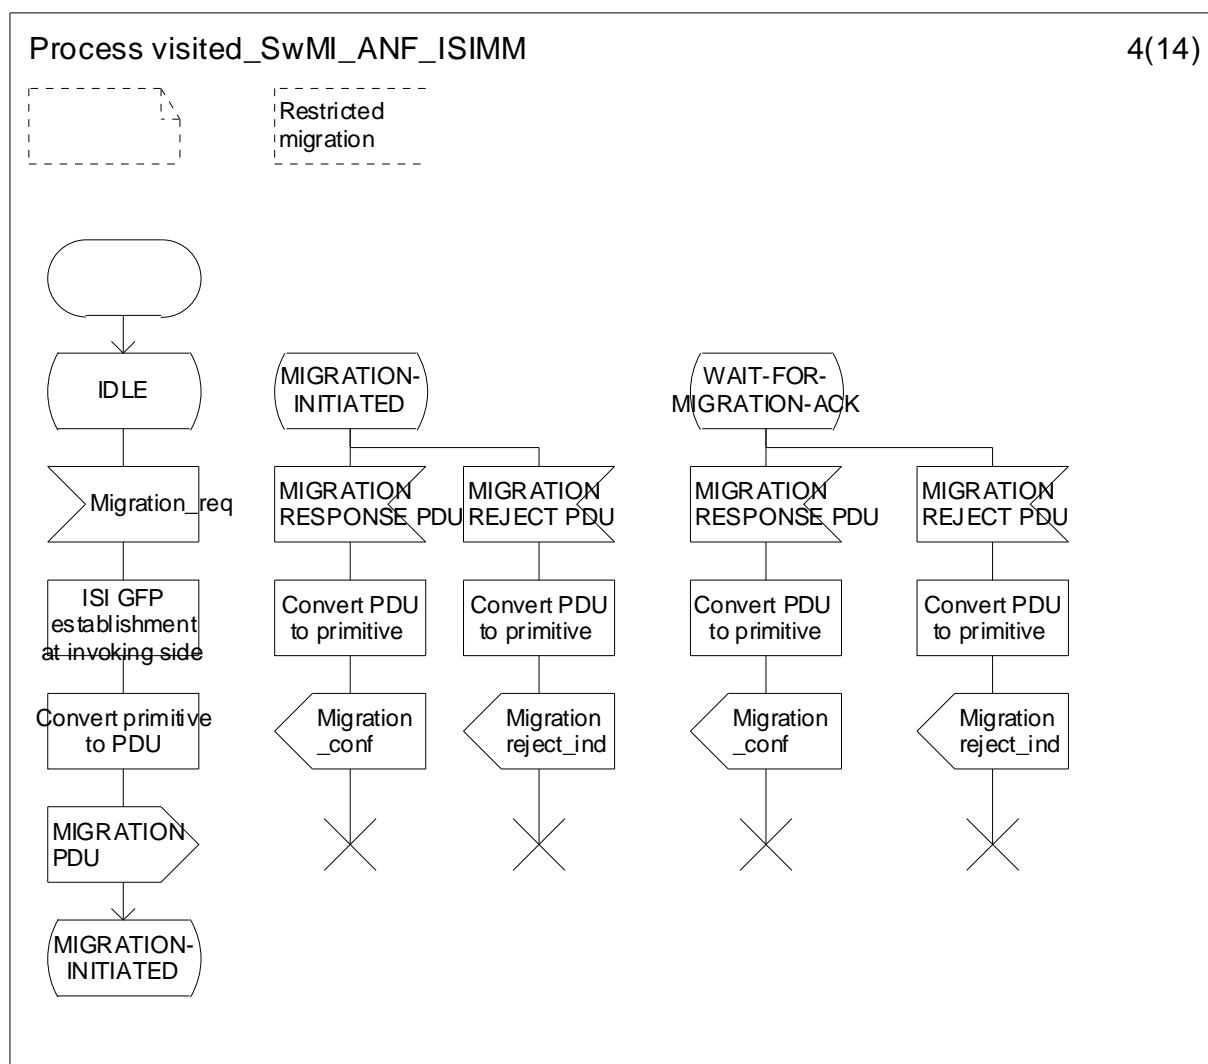 Process visited_SwMI_ANF_ISIMM
4(14)
Restricted
migration
IDLE
Migration_req
ISI GFP
establishment
at invoking side
Convert primitive
to PDU
MIGRATION
PDU
MIGRATION-
INITIATED
MIGRATION-
INITIATED
MIGRATION
RESPONSE PDU
Convert PDU
to primitive
Migration
_conf
MIGRATION
REJECT PDU
Convert PDU
to primitive
Migration
reject_ind
WAIT-FOR-
MIGRATION-ACK
MIGRATION
RESPONSE PDU
Convert PDU
to primitive
Migration
_conf
MIGRATION
REJECT PDU
Convert PDU
to primitive
Migration
reject_ind